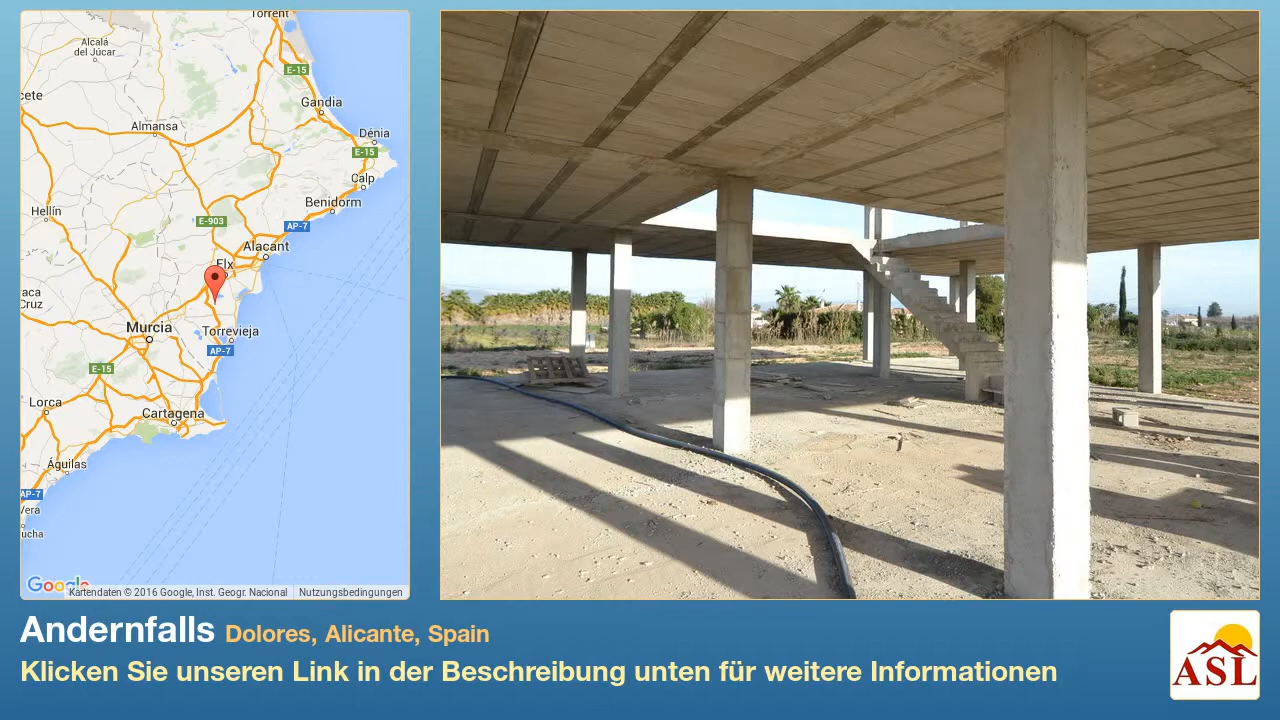 Torrent
Alcalá
del Júcar
E-15
cete
Gandia
Almansa
Dénia
E-15
Calp
Benidorm
Hellín
E-903
AP-7
Alacant
Elx
aca
Cruz
Murcia
Torrevieja
AP-7
E-15
Lorca
Cartagena
Águilas
AP-7
Vera
ucha
Google
Kartendaten © 2016 Google, Inst. Geogr. Nacional
Nutzungsbedingungen
Andernfalls Dolores, Alicante, Spain
Klicken Sie unseren Link in der Beschreibung unten für weitere Informationen
ASL